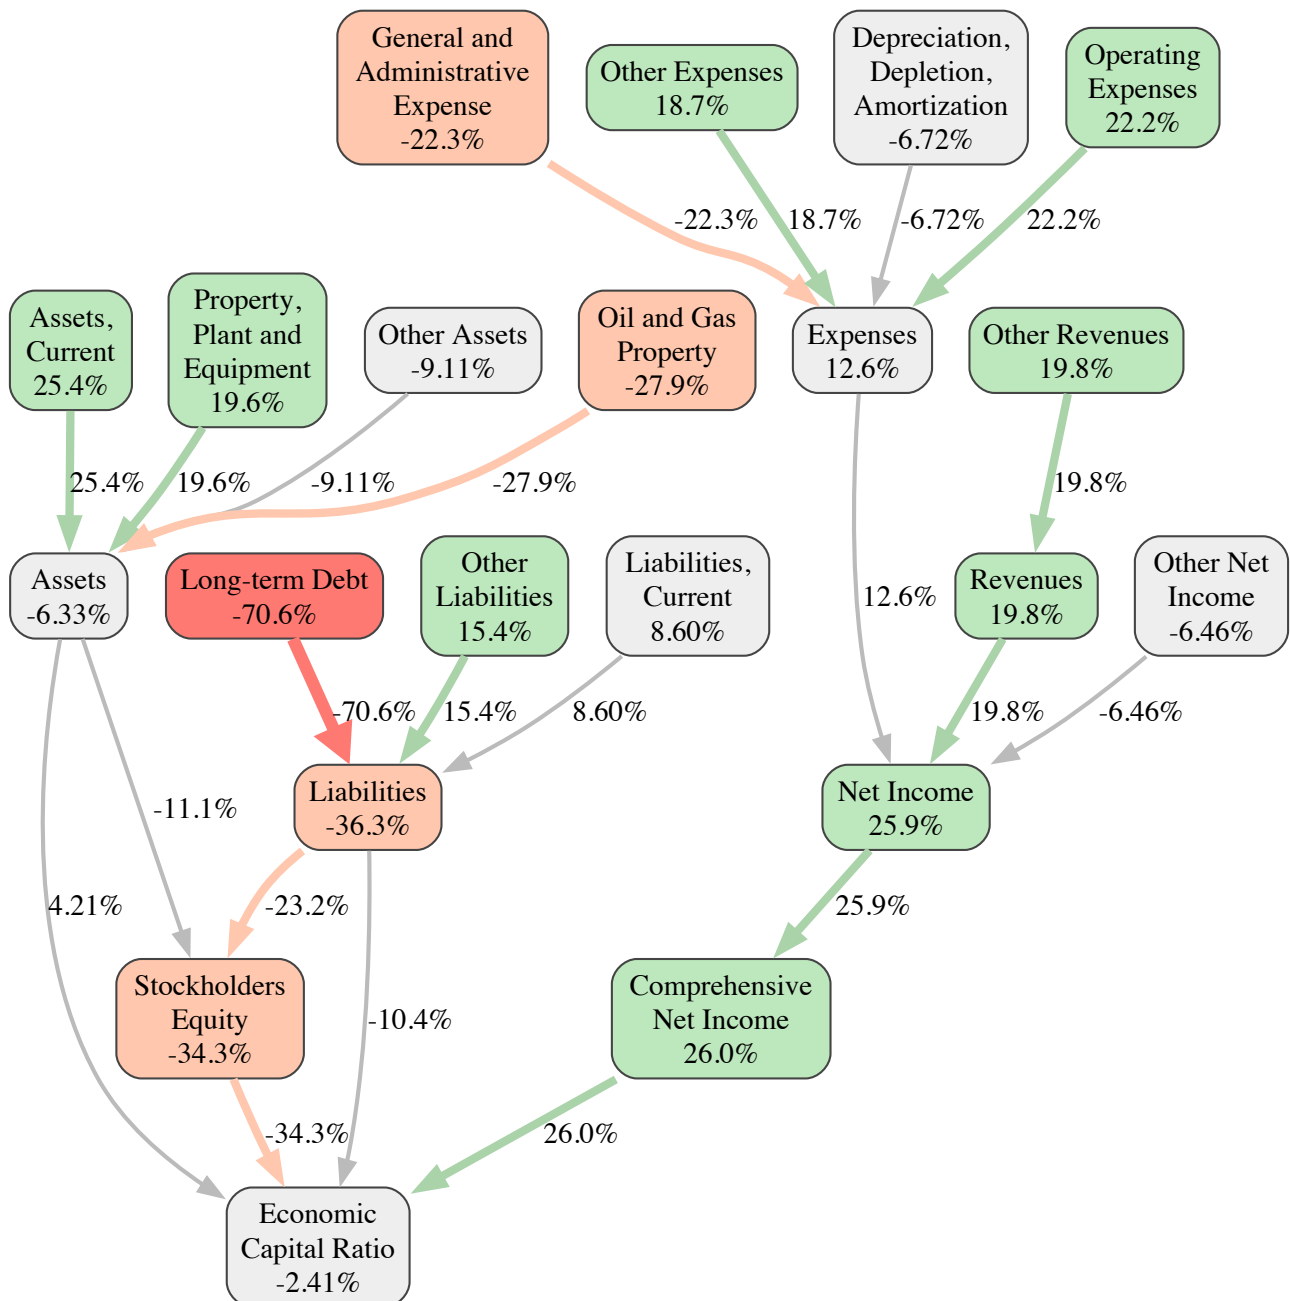 General and
Administrative
Expense
-22.3%
Other Expenses
18.7%
Depreciation,
Depletion,
Amortization
-6.72%
Operating
Expenses
22.2%
-22.3%
18.7%
-6.72%
22.2%
Assets,
Current
25.4%
Property,
Plant and
Equipment
19.6%
Other Assets
-9.11%
Oil and Gas
Property
-27.9%
Expenses
12.6%
Other Revenues
19.8%
25.4%
19.6%
-9.11%
-27.9%
19.8%
Assets
-6.33%
Long-term Debt
-70.6%
Other
Liabilities
15.4%
Liabilities,
Current
8.60%
12.6%
Revenues
19.8%
Other Net
Income
-6.46%
-70.6%
15.4%
8.60%
19.8%
-6.46%
-11.1%
Liabilities
-36.3%
Net Income
25.9%
4.21%
-23.2%
25.9%
Stockholders
Equity
-34.3%
-10.4%
Comprehensive
Net Income
26.0%
-34.3%
26.0%
Economic
Capital Ratio
-2.41%